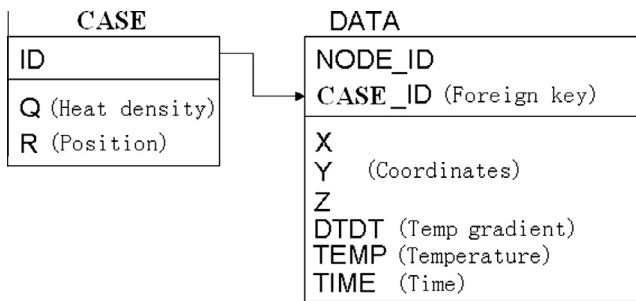 CASE
ID
Q (Heat density)
R (Position)
DATA
NODE_ID
CASE_ID (Foreign key)
X
Y (Coordinates)
Z
DTDT (Temp gradient)
TEMP (Temperature)
TIME (Time)